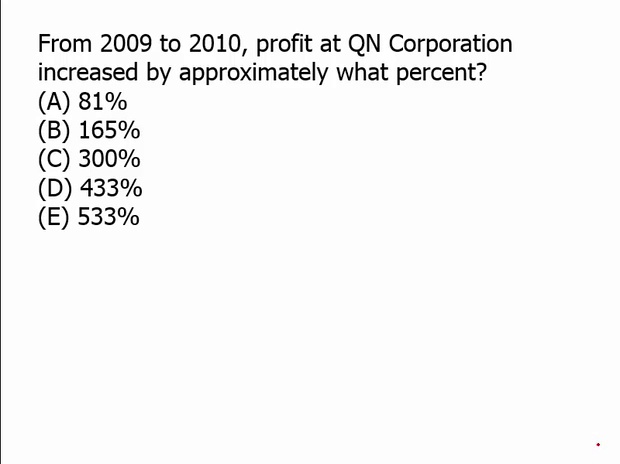 From 2009 to 2010, profit at QN Corporation
increased by approximately what percent?
(A) 81%
(B) 165%
(C) 300%
(D) 433%
(E) 533%